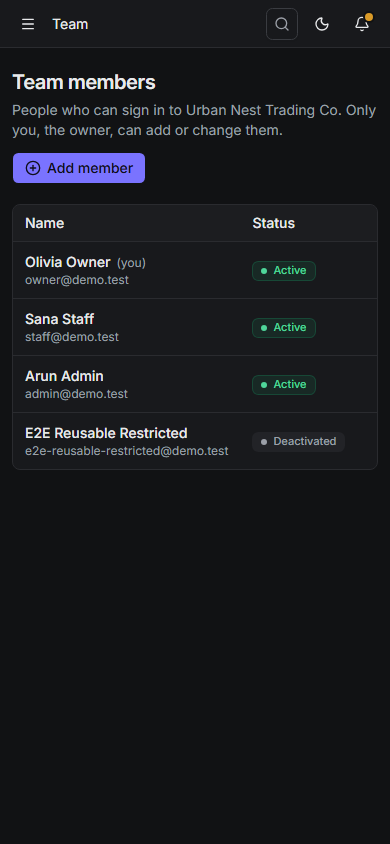 Team
Team members
People who can sign in to Urban Nest Trading Co. Only
you, the owner, can add or change them.
Add member
Name Status
Olivia Owner (you)
owner@demo.test
Active
Sana Staff
staff@demo.test
Active
Arun Admin
admin@demo.test
Active
E2E Reusable Restricted
e2e-reusable-restricted@demo.test
Deactivated